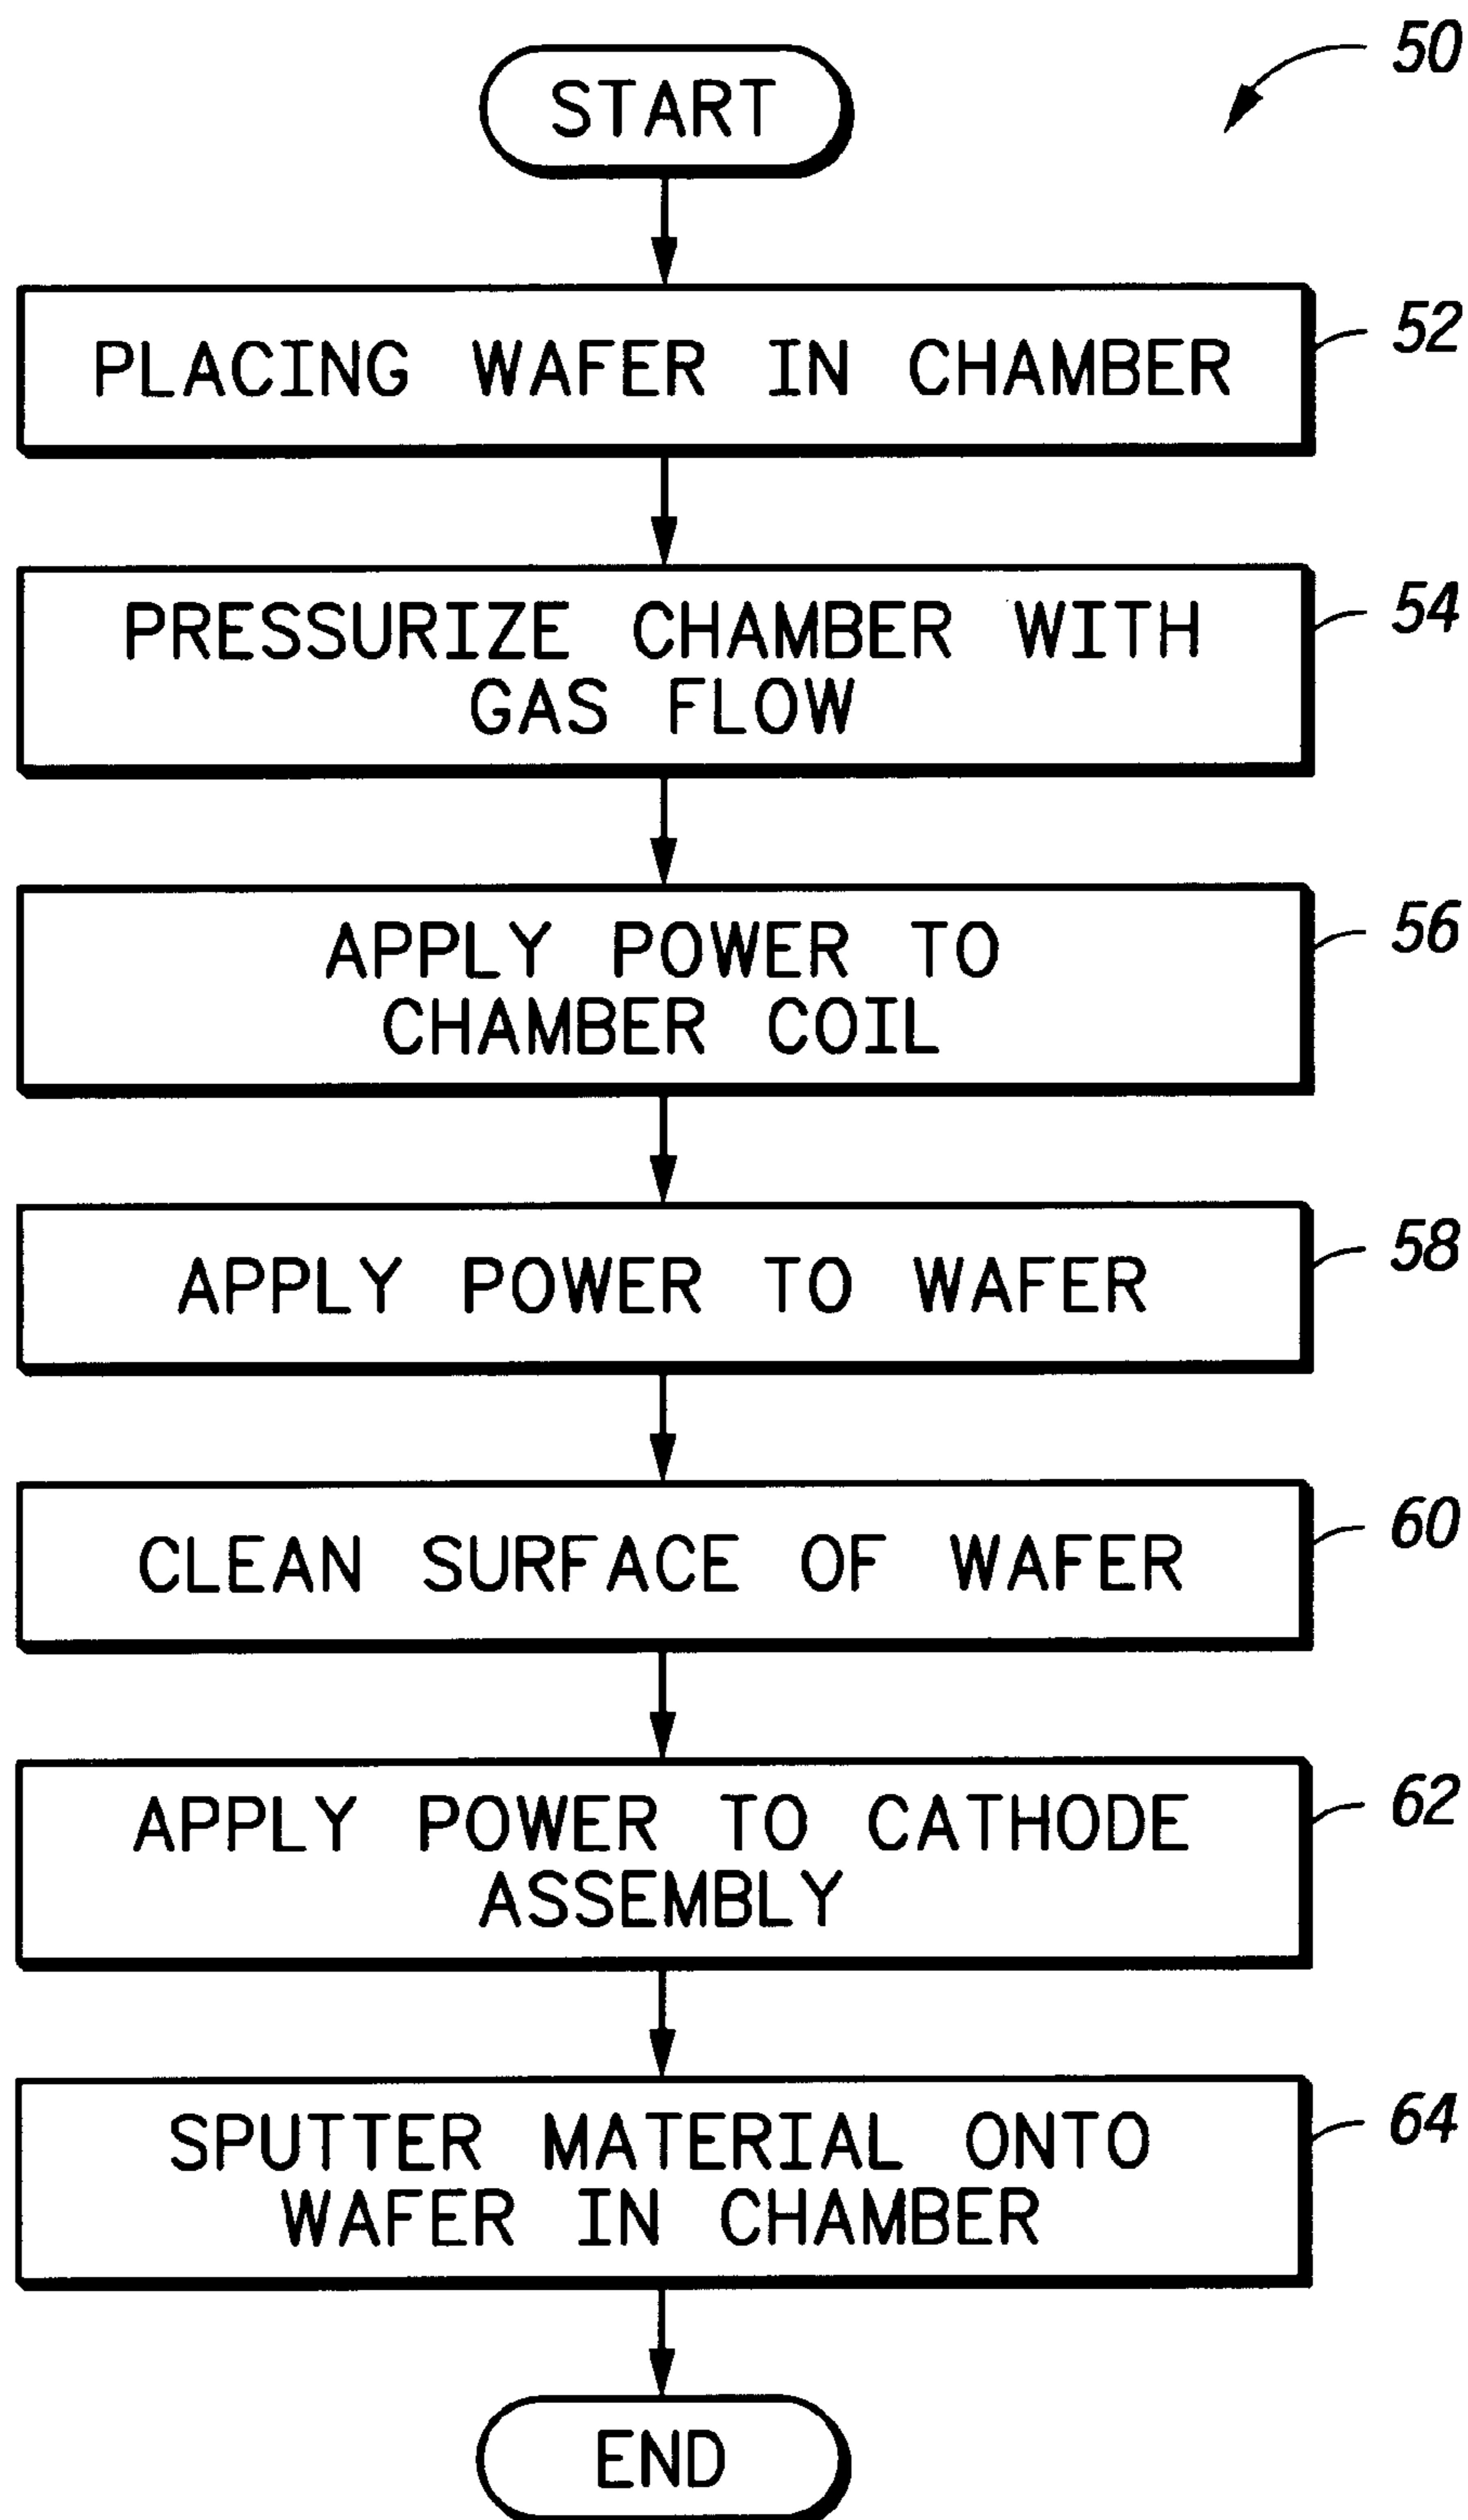 50
START
PLACING WAFER IN CHAMBER
52
PRESSURIZE CHAMBER WITH
GAS FLOW
54
APPLY POWER TO
CHAMBER COIL
56
APPLY POWER TO WAFER
58
CLEAN SURFACE OF WAFER
60
APPLY POWER TO CATHODE
ASSEMBLY
62
SPUTTER MATERIAL ONTO
WAFER IN CHAMBER
64
END